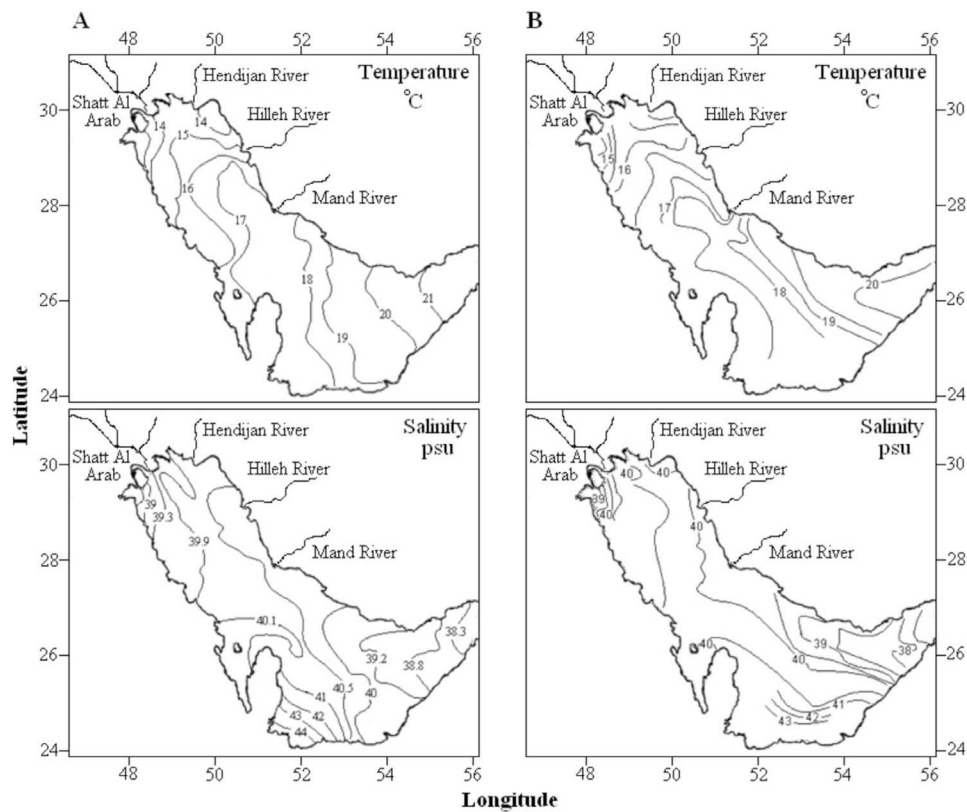 A
B
48 50 52 54 56
48 50 52 54 56
Hendijan River
Temperature
°C
Shatt Al
Arab
Hilleh River
Mand River
30
28
26
24
14
14
15
16
17
18
19
20
21
Hendijan River
Temperature
°C
Shatt Al
Arab
Hilleh River
Mand River
30
28
26
24
15
16
17
18
19
20
Latitude
Hendijan River
Salinity
psu
Shatt Al
Arab
Hilleh River
Mand River
30
28
26
24
39
39.3
39.9
40.1
38.3
39.2
38.8
40.5
40
41
42
43
44
Hendijan River
Salinity
psu
Shatt Al
Arab
Hilleh River
Mand River
30
28
26
24
40
40
39
40
40
39
38
40
40
41
42
43
48 50 52 54 56
48 50 52 54 56
Longitude